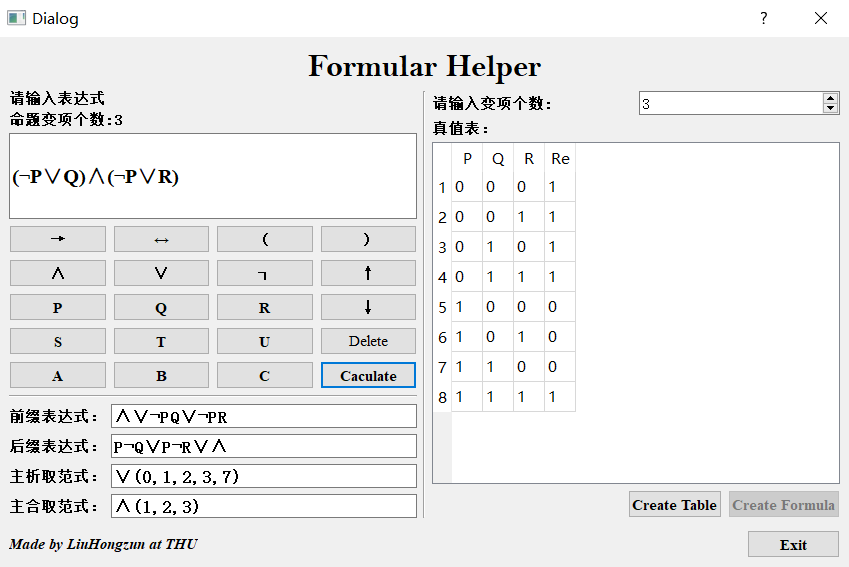 Dialog
Formular Helper
请输入表达式
命题变项个数:3
(¬P∨Q)∧(¬P∨R)
→ ↔ ( )
∧ ∨ ┐ ↑
P Q R ↓
S T U Delete
A B C Caculate
前缀表达式: ∧∨¬PQ∨¬PR
后缀表达式: P¬Q∨P¬R∨∧
主析取范式: ∨(0,1,2,3,7)
主合取范式: ∧(1,2,3)
Made by LiuHongzun at THU
请输入变项个数: 3
真值表:
P Q R Re
1 0 0 0 1
2 0 0 1 1
3 0 1 0 1
4 0 1 1 1
5 1 0 0 0
6 1 0 1 0
7 1 1 0 0
8 1 1 1 1
Create Table Create Formula
Exit